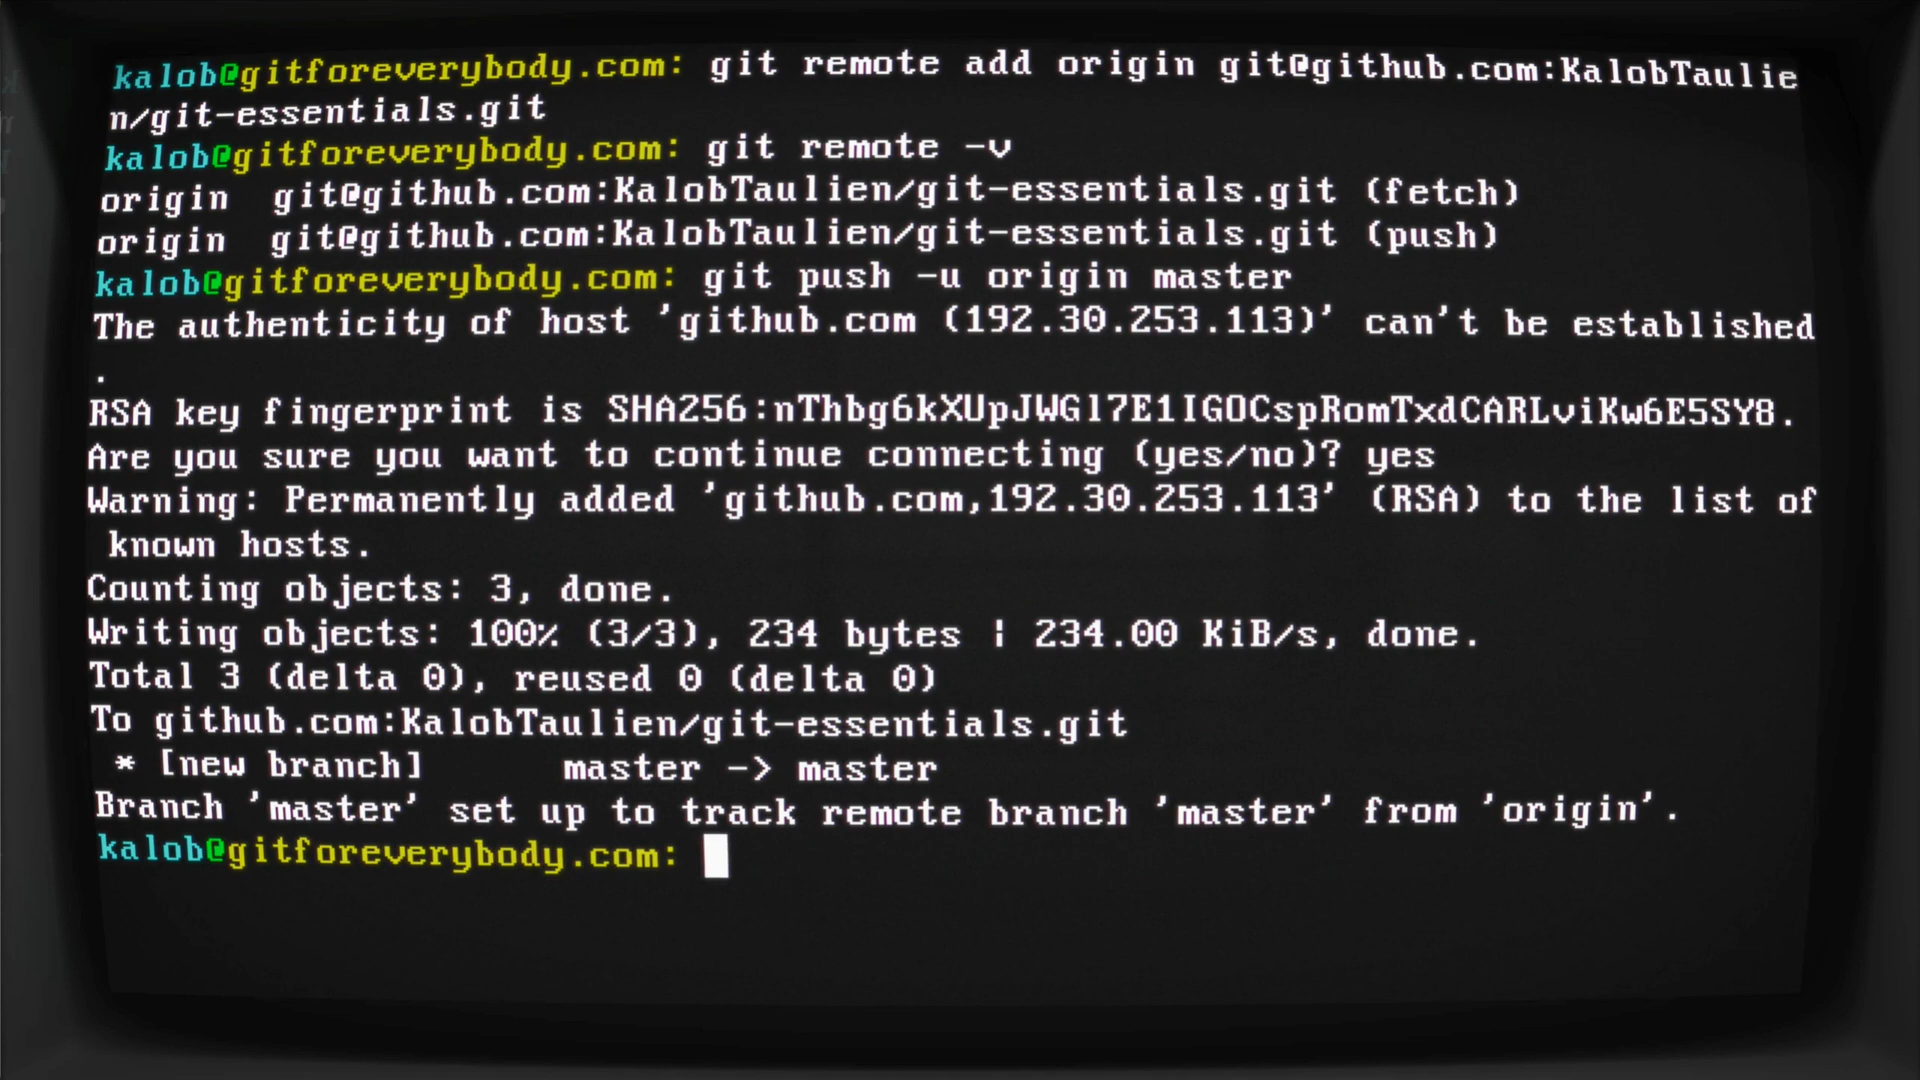 kalob@gitforeverybody.com: git remote add origin git@github.com:KalobTaulie
n/git-essentials.git
kalob@gitforeverybody.com: git remote -v
origin  git@github.com:KalobTaulien/git-essentials.git (fetch)
origin  git@github.com:KalobTaulien/git-essentials.git (push)
kalob@gitforeverybody.com: git push -u origin master
The authenticity of host 'github.com (192.30.253.113)' can't be established
.
RSA key fingerprint is SHA256:nThbg6kXUpJWGl7E1IGOCspRomTxdCARLviKw6E5SY8.
Are you sure you want to continue connecting (yes/no)? yes
Warning: Permanently added 'github.com,192.30.253.113' (RSA) to the list of
 known hosts.
Counting objects: 3, done.
Writing objects: 100% (3/3), 234 bytes | 234.00 KiB/s, done.
Total 3 (delta 0), reused 0 (delta 0)
To github.com:KalobTaulien/git-essentials.git
 * [new branch]      master -> master
Branch 'master' set up to track remote branch 'master' from 'origin'.
kalob@gitforeverybody.com: